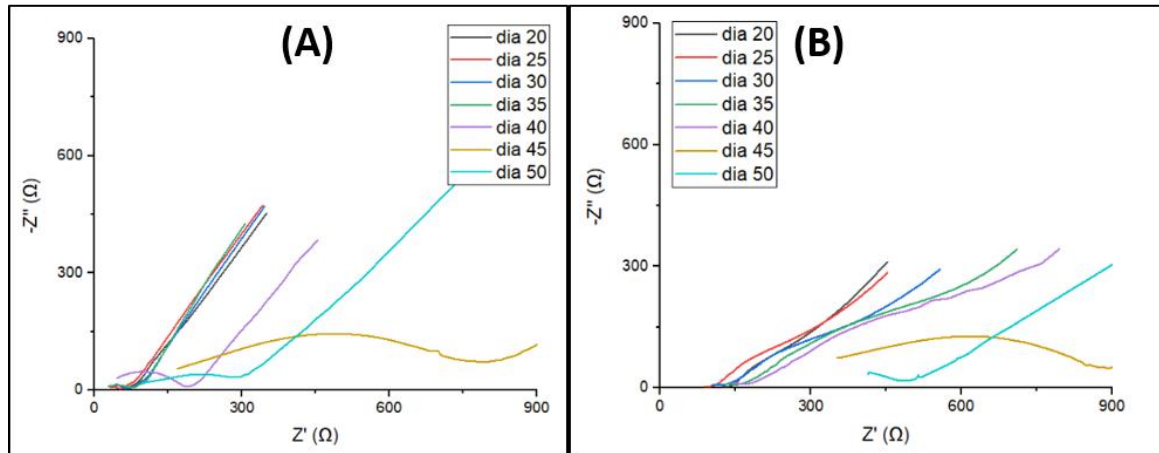 (A)
900
600
300
0
0
300
600
900
-Z" (Ω)
Z' (Ω)
dia 20
dia 25
dia 30
dia 35
dia 40
dia 45
dia 50
(B)
900
600
300
0
0
300
600
900
-Z" (Ω)
Z' (Ω)
dia 20
dia 25
dia 30
dia 35
dia 40
dia 45
dia 50